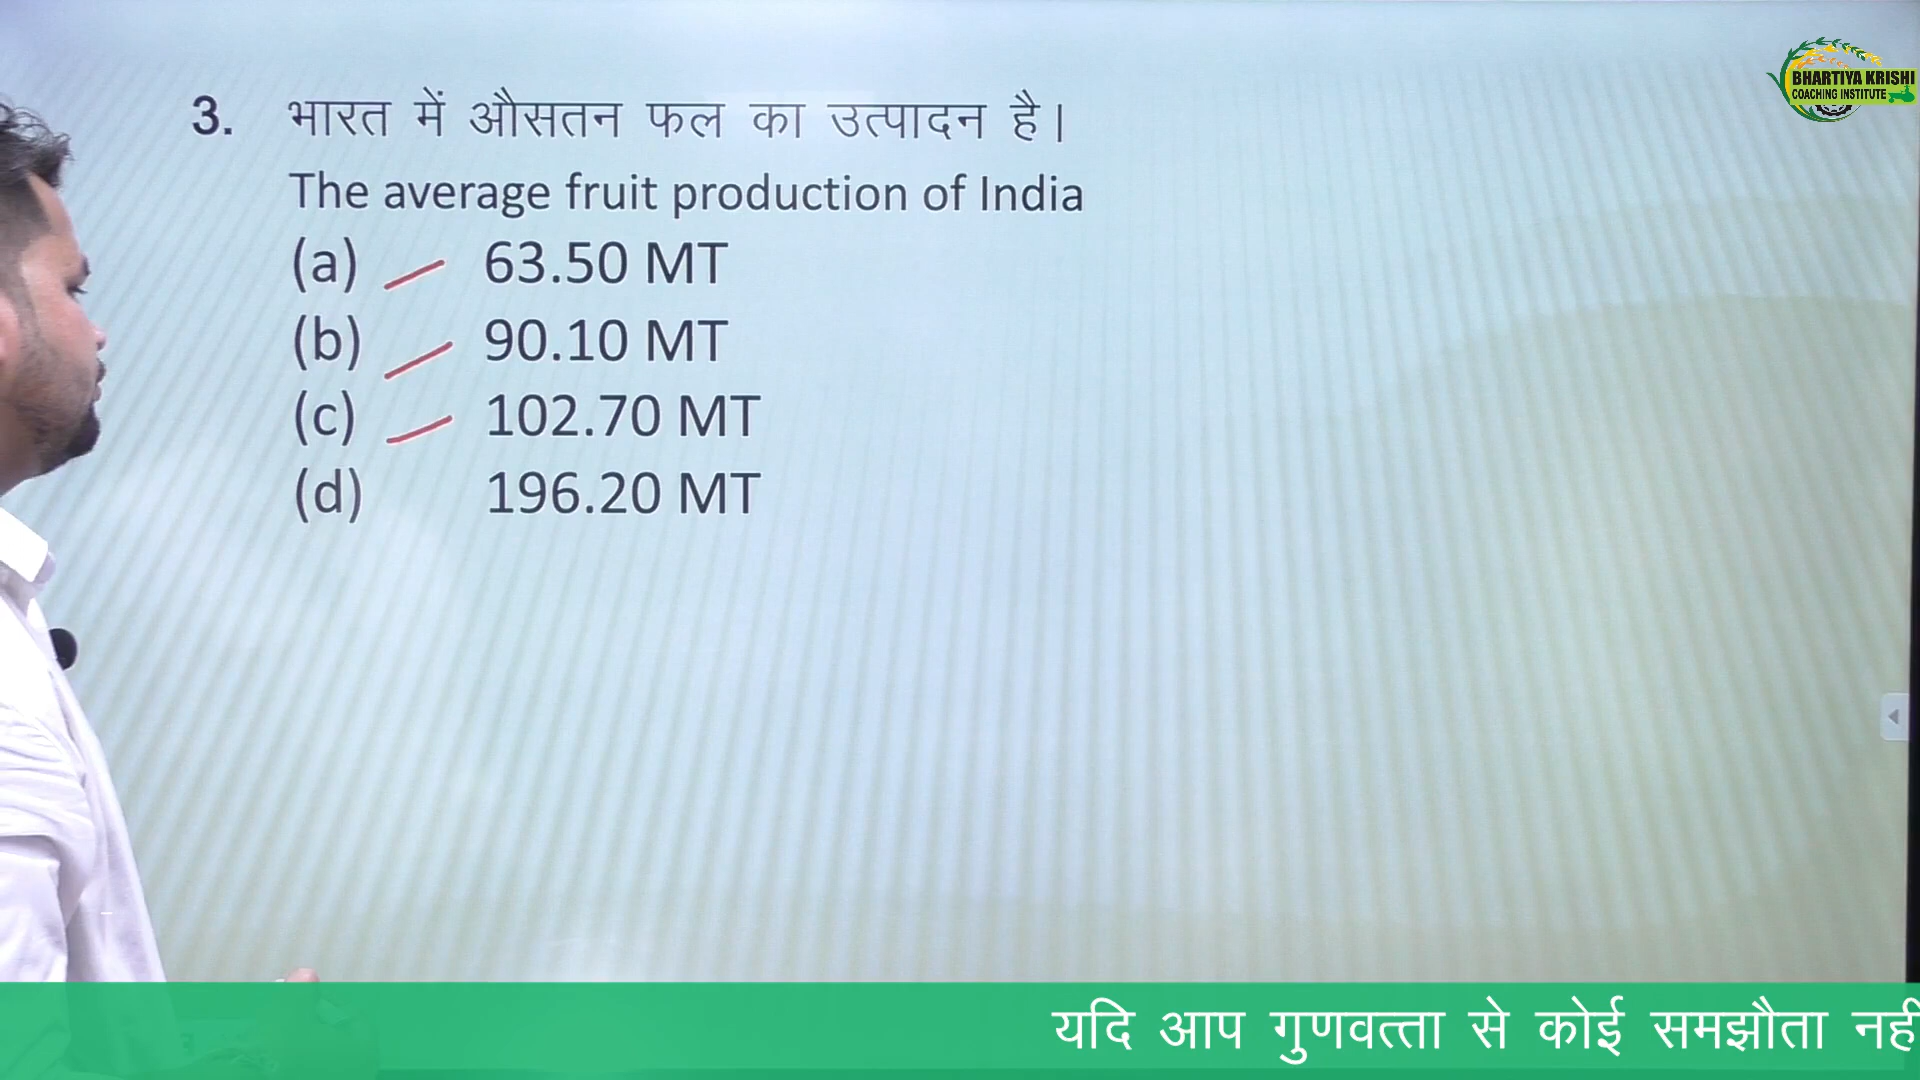 BHARTIYA KRISHI
COACHING INSTITUTE
3. भारत में औसतन फल का उत्पादन है।
The average fruit production of India
(a) 63.50 MT
(b) 90.10 MT
(c) 102.70 MT
(d) 196.20 MT
यदि आप गुणवत्ता से कोई समझौता नही